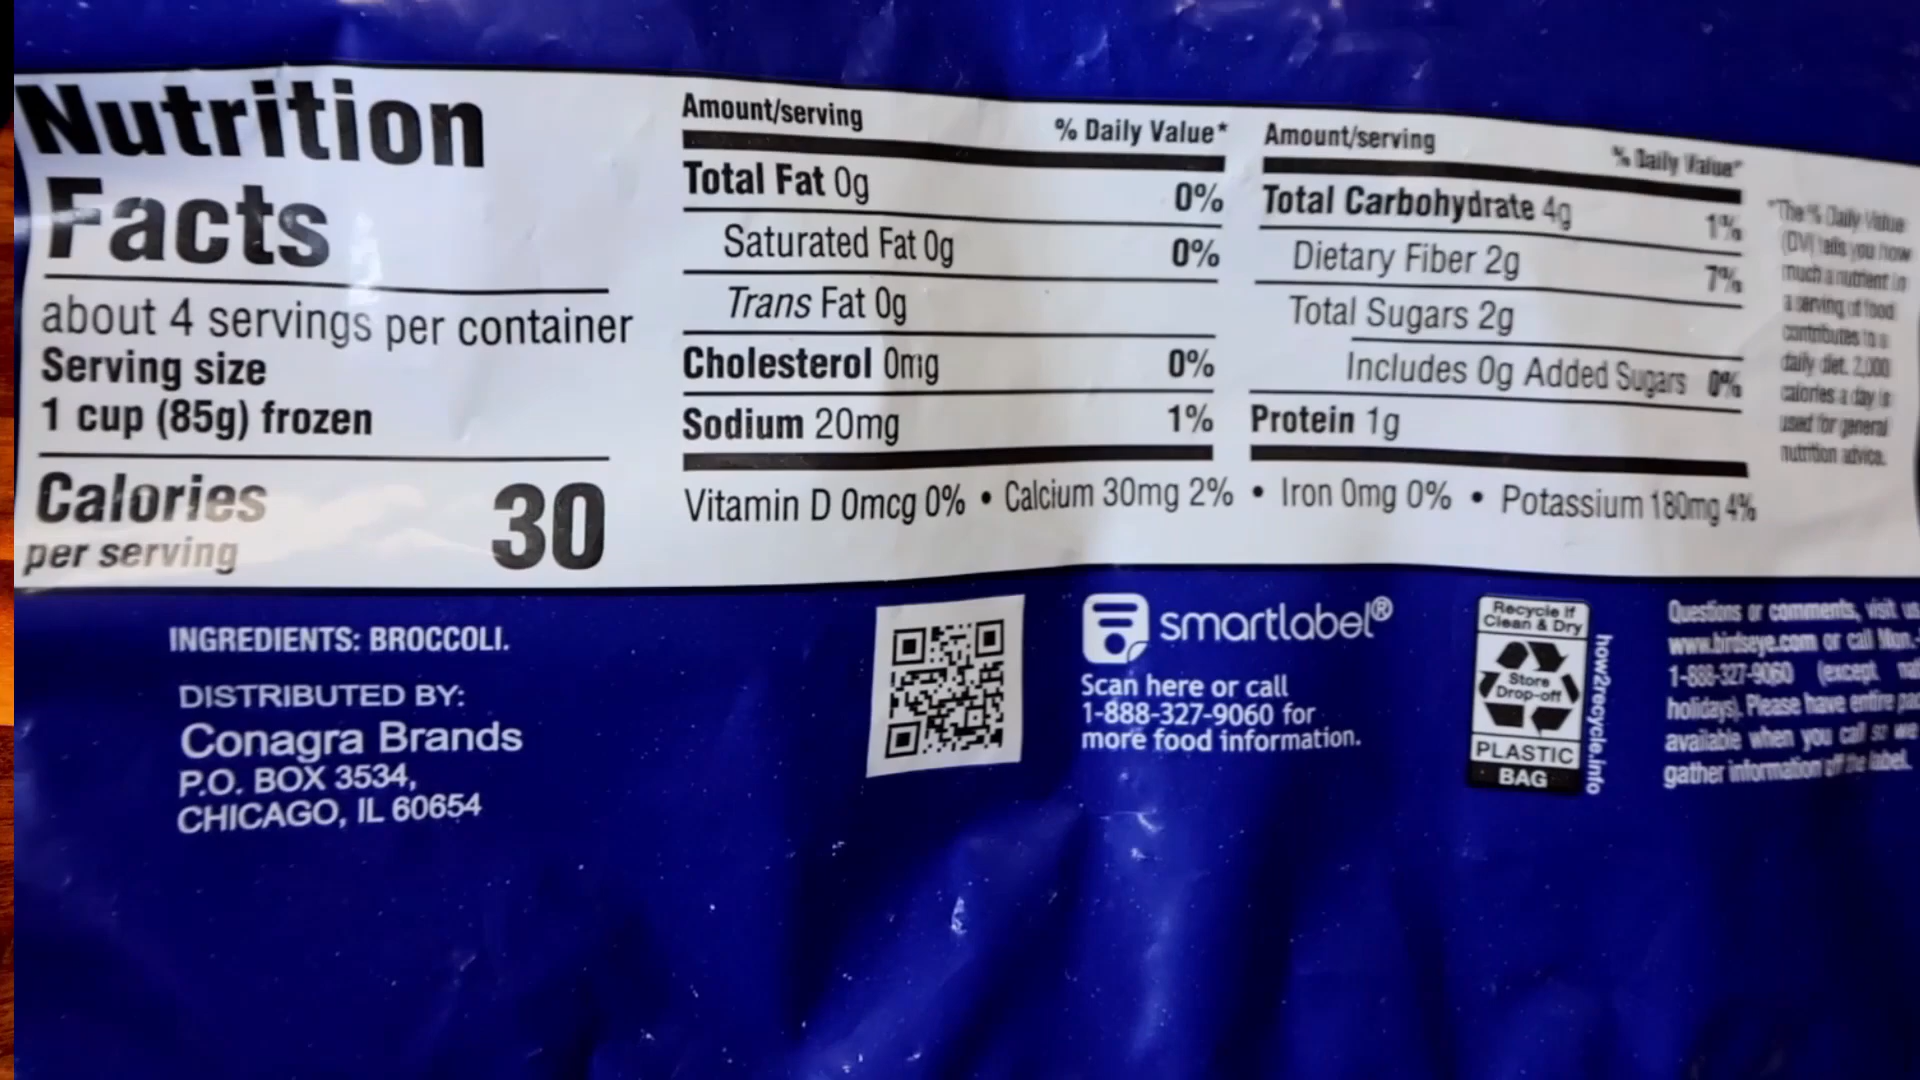 Nutrition
Facts
about 4 servings per container
Serving size
1 cup (85g) frozen
Calories
per serving
30
Amount/serving
% Daily Value*
Total Fat 0g 0%
Saturated Fat 0g 0%
Trans Fat 0g
Cholesterol 0mg 0%
Sodium 20mg 1%
Amount/serving
% Daily Value*
Total Carbohydrate 4g 1%
Dietary Fiber 2g 7%
Total Sugars 2g
Includes 0g Added Sugars 0%
Protein 1g
Vitamin D 0mcg 0% • Calcium 30mg 2% • Iron 0mg 0% • Potassium 180mg 4%
*The % Daily Value
(DV) tells you how
much a nutrient in
a serving of food
contributes to a
daily diet. 2,000
calories a day is
used for general
nutrition advice.
INGREDIENTS: BROCCOLI.
DISTRIBUTED BY:
Conagra Brands
P.O. BOX 3534,
CHICAGO, IL 60654
smartlabel®
Scan here or call
1-888-327-9060 for
more food information.
Recycle if
Clean & Dry
Store
Drop-off
PLASTIC
BAG
how2recycle.info
Questions or comments, visit us
www.birdseye.com or call Mon.-
1-888-327-9060 (except
holidays). Please have entire
available when you call so we
gather information off the label.